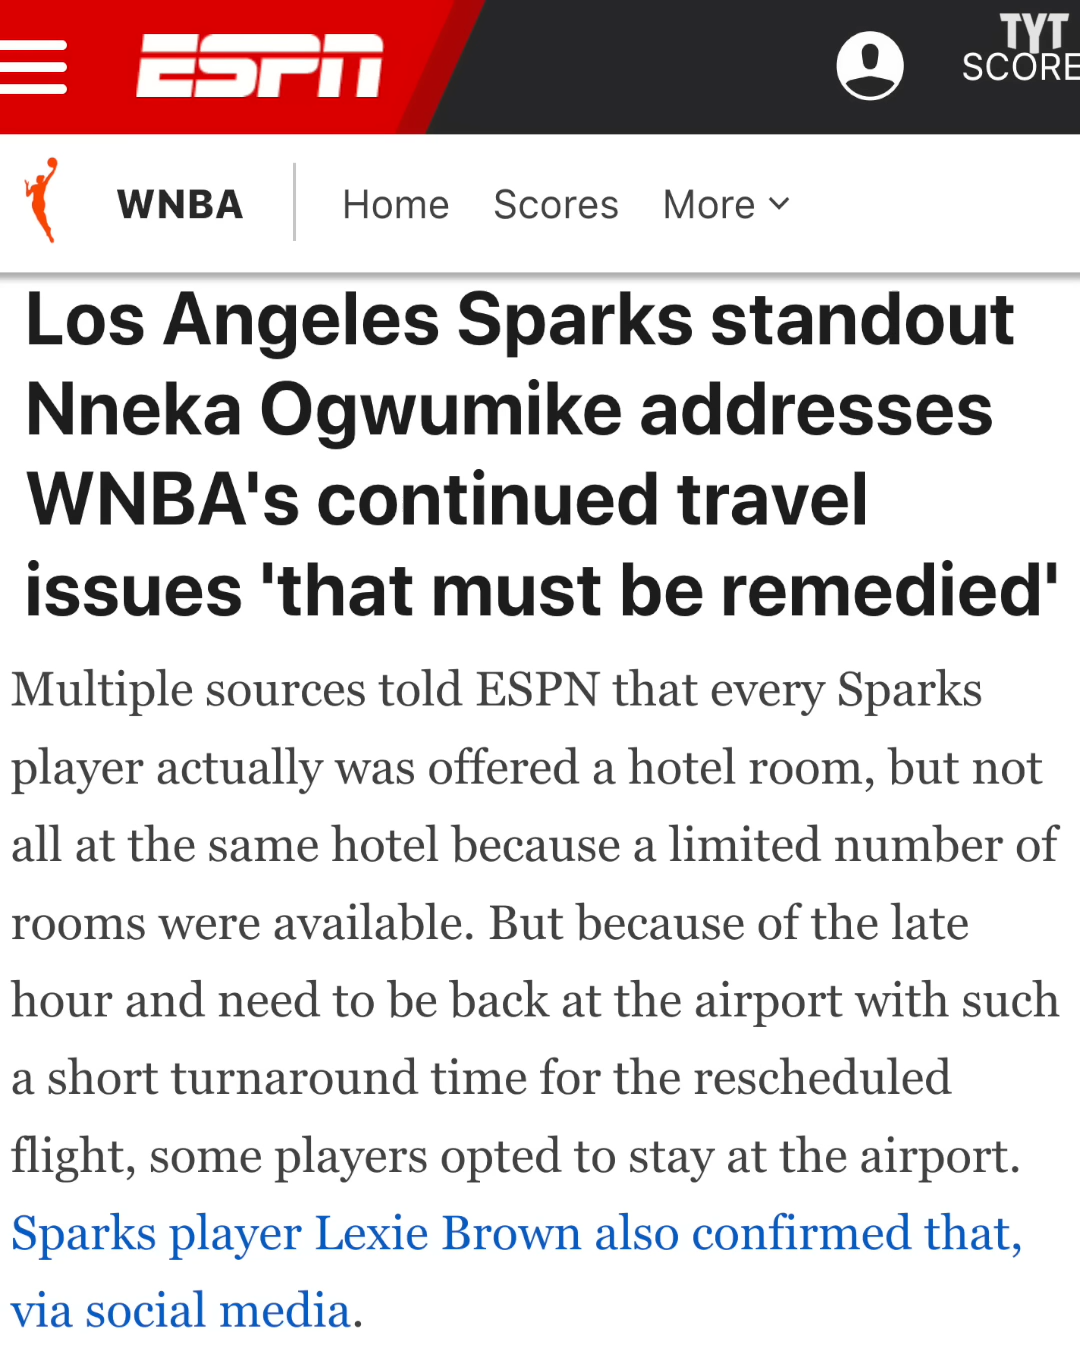 ESPN
TYT
SCORE
WNBA
Home
Scores
More
Los Angeles Sparks standout
Nneka Ogwumike addresses
WNBA's continued travel
issues 'that must be remedied'
Multiple sources told ESPN that every Sparks
player actually was offered a hotel room, but not
all at the same hotel because a limited number of
rooms were available. But because of the late
hour and need to be back at the airport with such
a short turnaround time for the rescheduled
flight, some players opted to stay at the airport.
Sparks player Lexie Brown also confirmed that,
via social media.